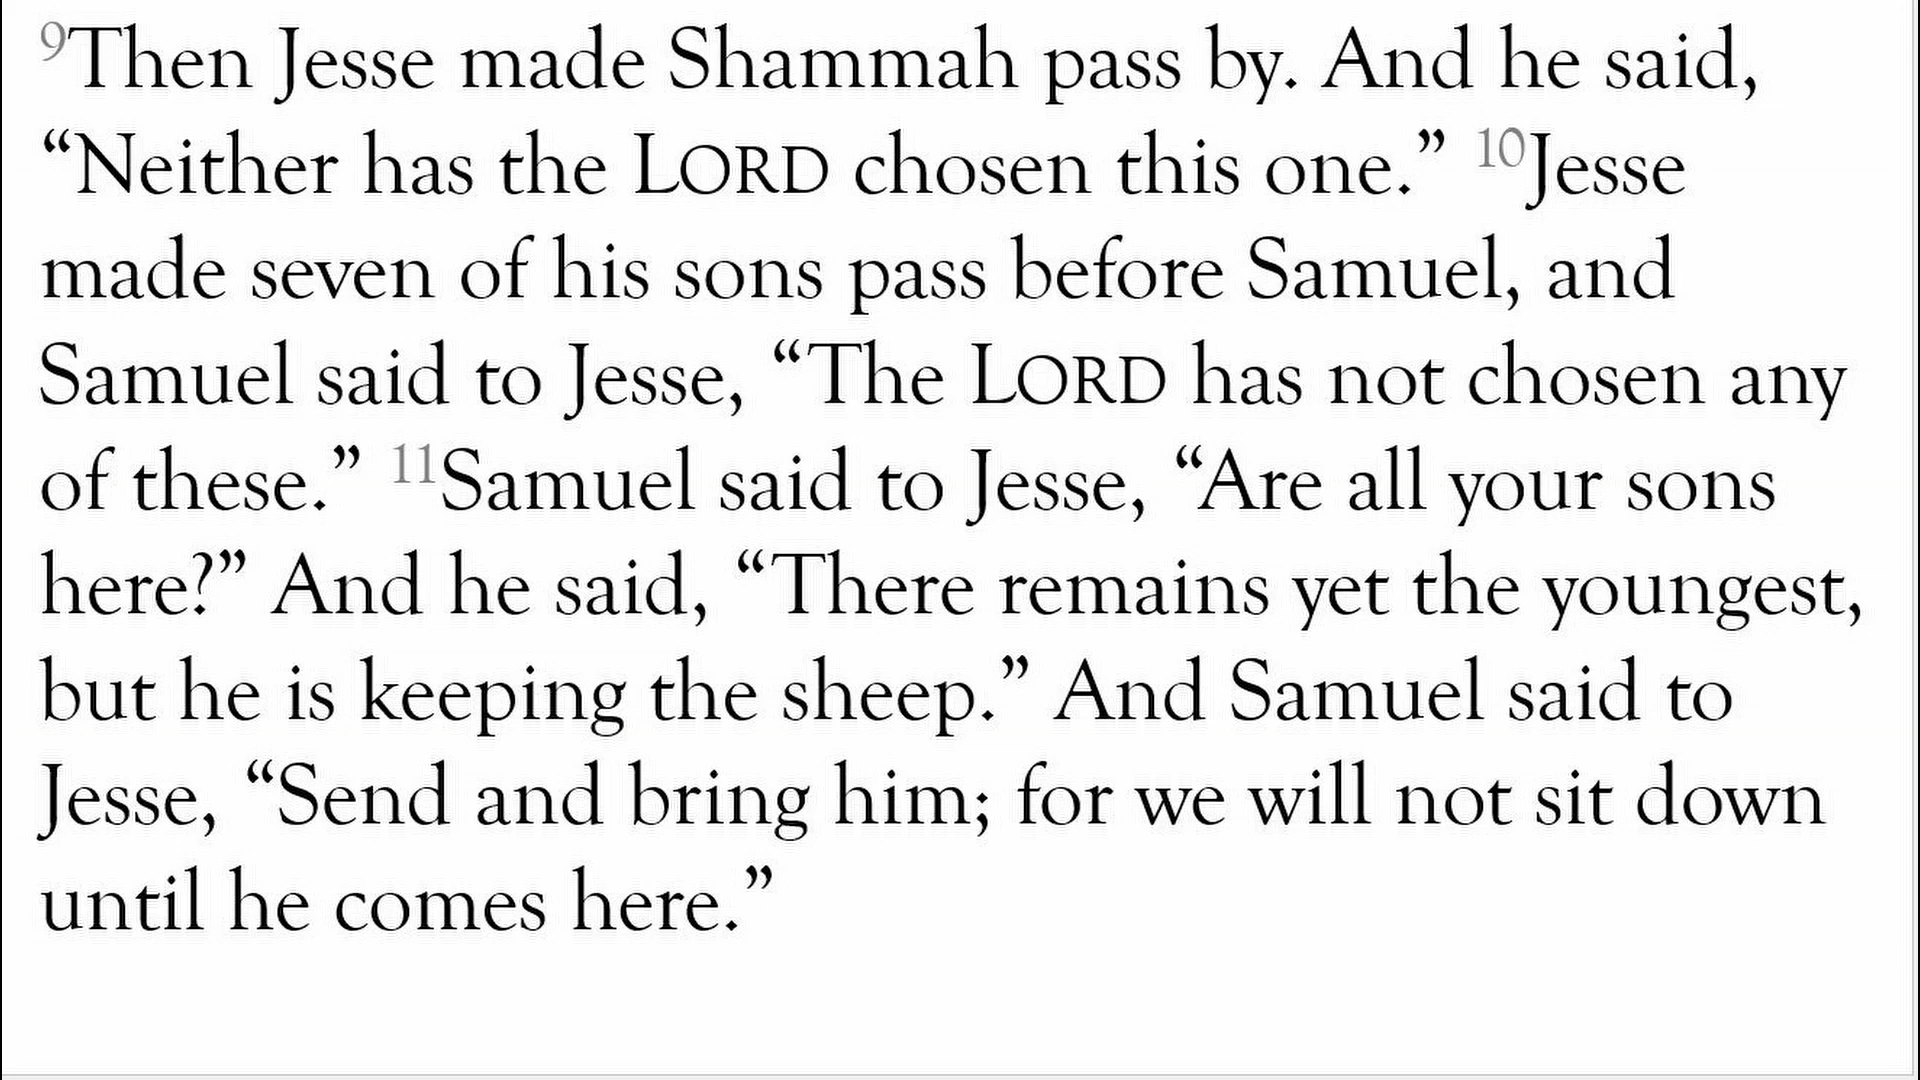 9Then Jesse made Shammah pass by. And he said,
“Neither has the LORD chosen this one.” 10Jesse
made seven of his sons pass before Samuel, and
Samuel said to Jesse, “The LORD has not chosen any
of these.” 11Samuel said to Jesse, “Are all your sons
here?” And he said, “There remains yet the youngest,
but he is keeping the sheep.” And Samuel said to
Jesse, “Send and bring him; for we will not sit down
until he comes here.”